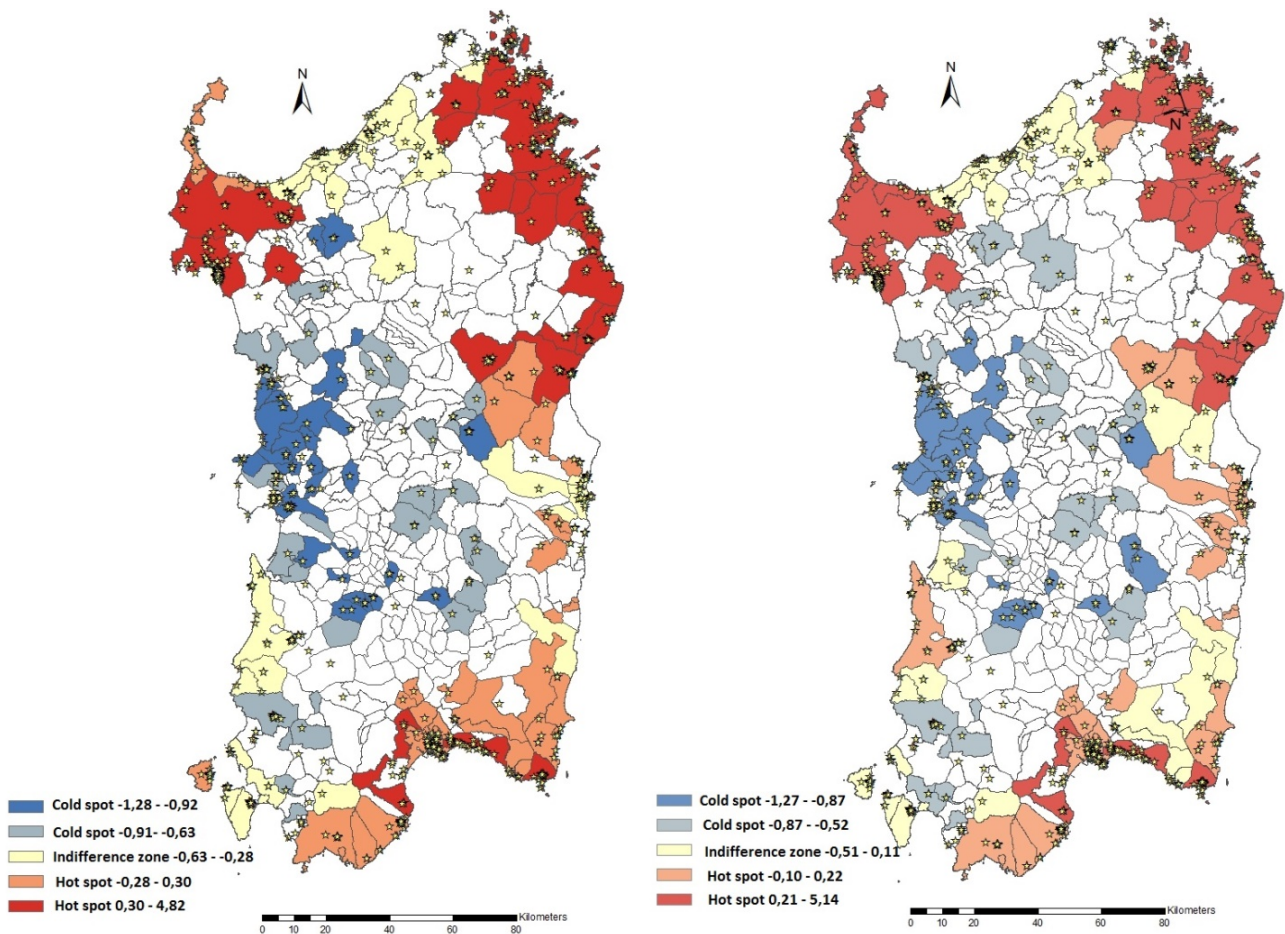 N
N
N
Cold spot -1,28 - -0,92
Cold spot -0,91- -0,63
Indifference zone -0,63 - -0,28
Hot spot -0,28 - 0,30
Hot spot 0,30 - 4,82
Kilometers
0 10 20 40 60 80
Cold spot -1,27 - -0,87
Cold spot -0,87 - -0,52
Indifference zone -0,51 - 0,11
Hot spot -0,10 - 0,22
Hot spot 0,21 - 5,14
Kilometers
0 10 20 40 60 80